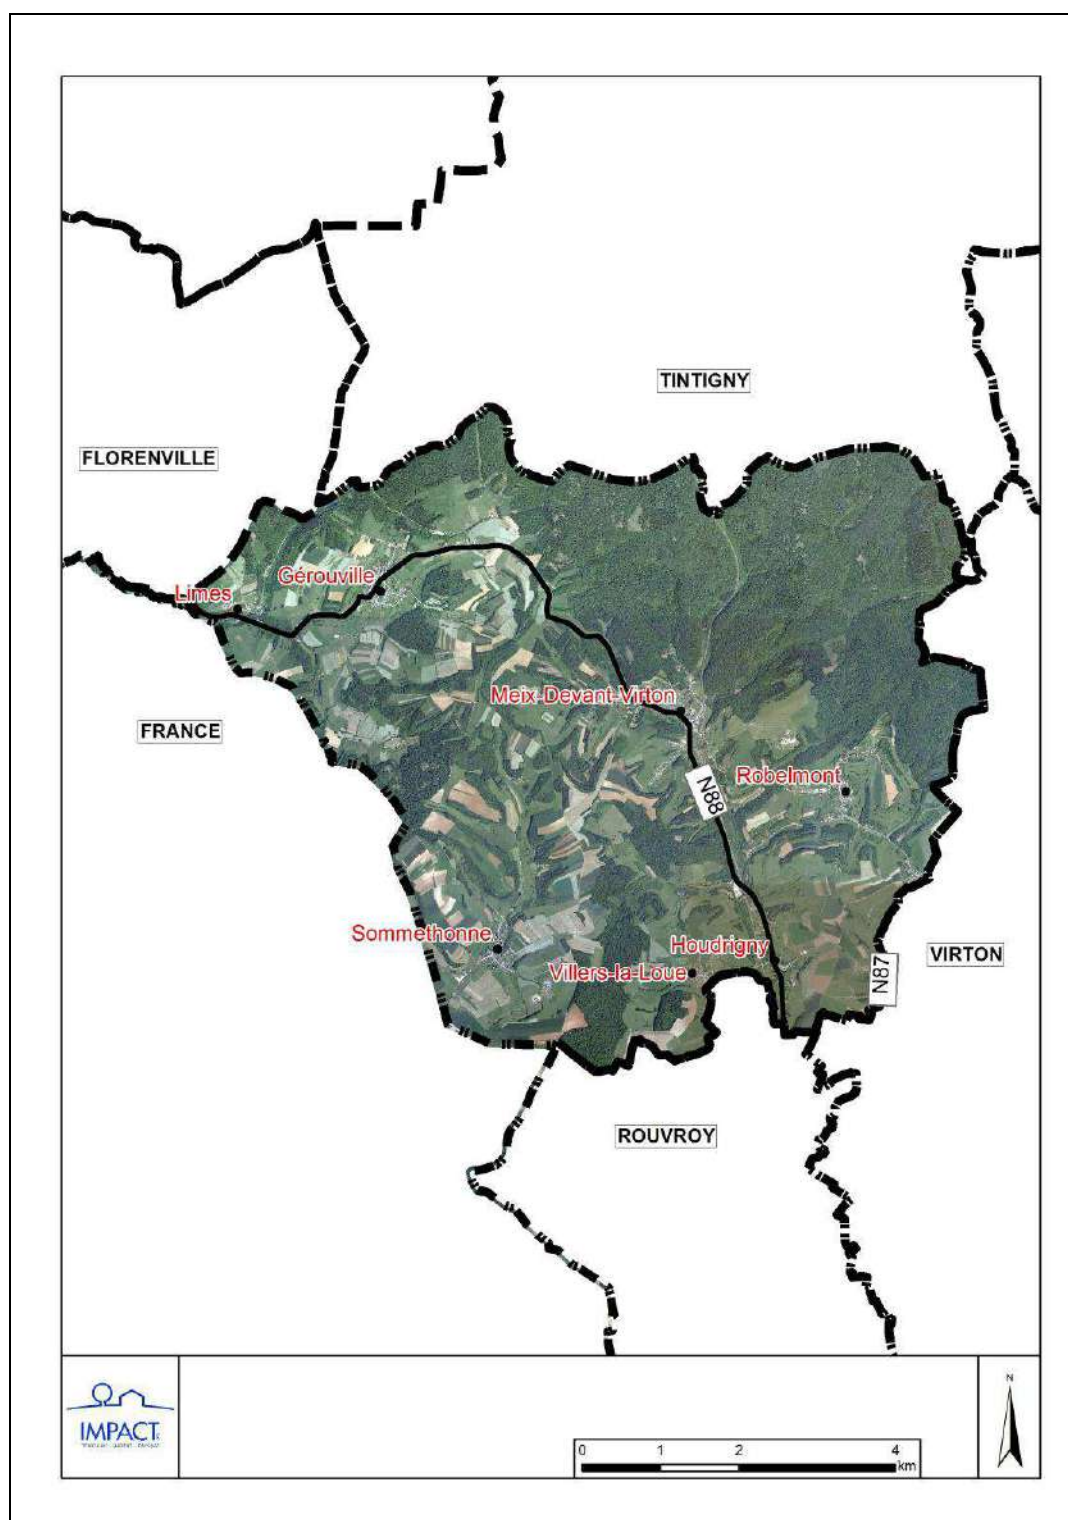 TINTIGNY
FLORENVILLE
Gérouville
Limes
Meix-Devant-Virton
FRANCE
Robelmont
N88
Sommethonne
Houdrigny
Villers-la-Loue
VIRTON
N87
ROUVROY
N
IMPACT
0 1 2 4
km